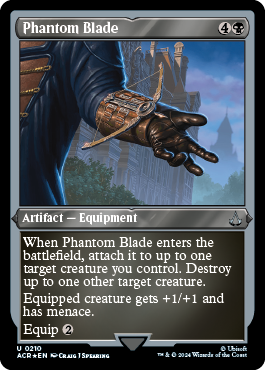 Phantom Blade 4
Artifact — Equipment
When Phantom Blade enters the
battlefield, attach it to up to one
target creature you control. Destroy
up to one other target creature.
Equipped creature gets +1/+1 and
has menace.
Equip 2
U 0210
ACR★EN CRAIG J SPEARING
© Ubisoft
™ & © 2024 Wizards of the Coast